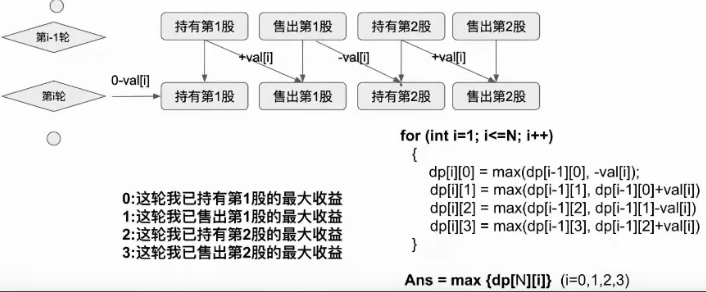 持有第1股 售出第1股 持有第2股 售出第2股
第i-1轮
+val[i] -val[i] +val[i]
0-val[i]
第i轮 持有第1股 售出第1股 持有第2股 售出第2股
for (int i=1; i<=N; i++)
{
dp[i][0] = max(dp[i-1][0], -val[i]);
dp[i][1] = max(dp[i-1][1], dp[i-1][0]+val[i])
dp[i][2] = max(dp[i-1][2], dp[i-1][1]-val[i])
dp[i][3] = max(dp[i-1][3], dp[i-1][2]+val[i])
}
0:这轮我已持有第1股的最大收益
1:这轮我已售出第1股的最大收益
2:这轮我已持有第2股的最大收益
3:这轮我已售出第2股的最大收益
Ans = max {dp[N][i]} (i=0,1,2,3)